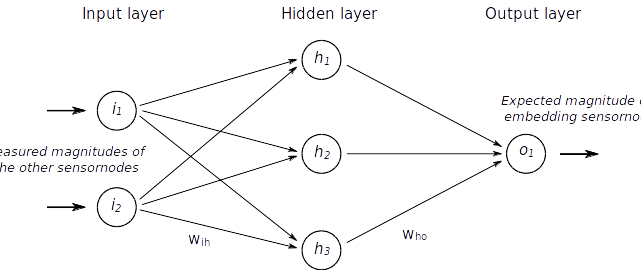 Input layer
Hidden layer
Output layer
h1
i1
Expected magnitude
embedding
easured magnitudes of
he other sensornodes
h2
o1
i2
wih
who
h3